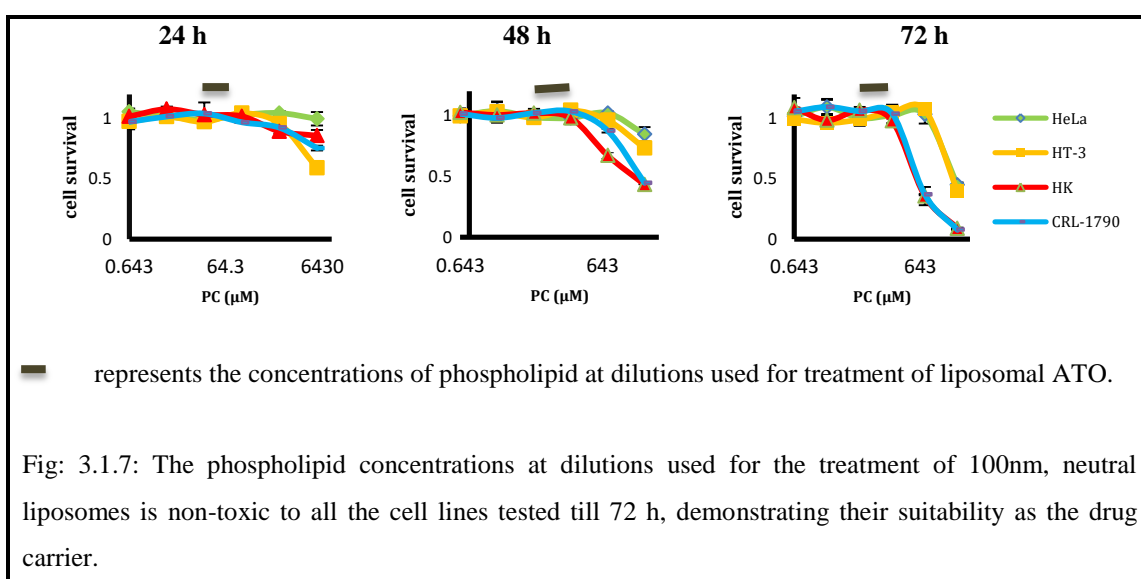 24 h 48 h 72 h
1
0.5
0
cell survival
0.643 64.3 6430
PC (µM)
1
0.5
0
cell survival
0.643 643
PC (µM)
1
0.5
0
cell survival
0.643 643
PC (µM)
HeLa
HT-3
HK
CRL-1790
represents the concentrations of phospholipid at dilutions used for treatment of liposomal ATO.
Fig: 3.1.7: The phospholipid concentrations at dilutions used for the treatment of 100nm, neutral
liposomes is non-toxic to all the cell lines tested till 72 h, demonstrating their suitability as the drug
carrier.